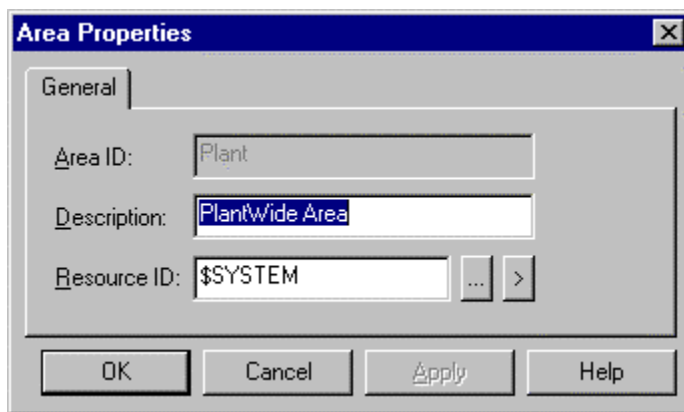 Area Properties
General
Area ID: Plant
Description: PlantWide Area
Resource ID: $SYSTEM ... >
OK Cancel Apply Help